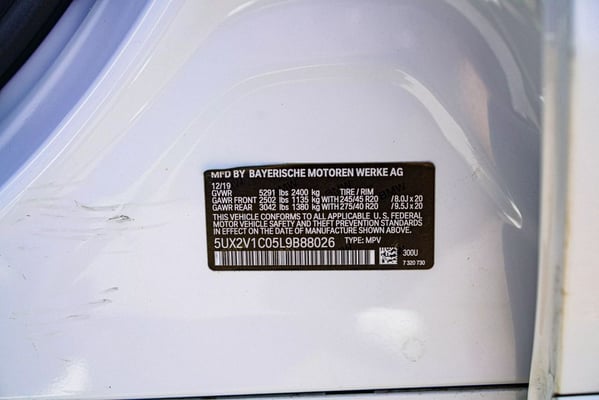 MFD BY BAYERISCHE MOTOREN WERKE AG
12/19
GVWR 5291 lbs 2400 kg TIRE / RIM
GAWR FRONT 2502 lbs 1135 kg WITH 245/45 R20 / 8.0J x 20
GAWR REAR 3042 lbs 1380 kg WITH 275/40 R20 / 9.5J x 20
THIS VEHICLE CONFORMS TO ALL APPLICABLE U. S. FEDERAL
MOTOR VEHICLE SAFETY AND THEFT PREVENTION STANDARDS
IN EFFECT ON THE DATE OF MANUFACTURE SHOWN ABOVE.
5UX2V1C05L9B88026 TYPE: MPV
300U
7 320 730